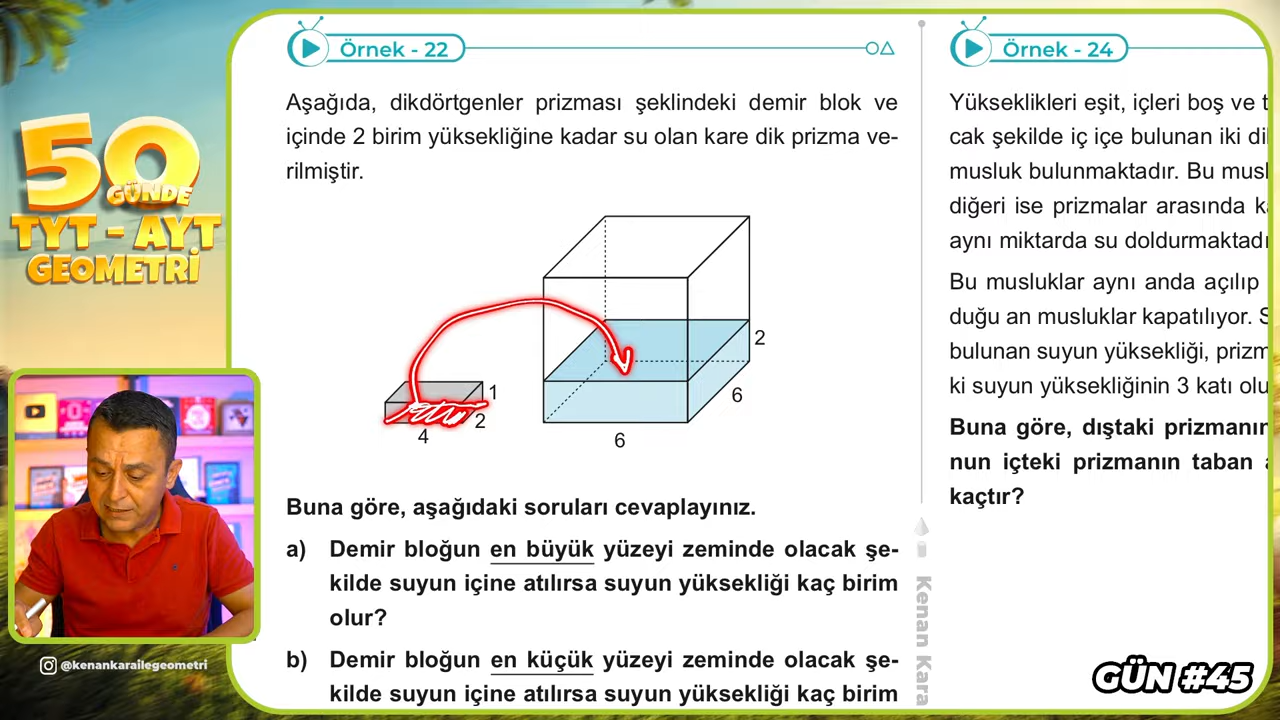 50
GÜNDE
TYT - AYT
GEOMETRİ
@kenankarailegeometri
Örnek - 22
Aşağıda, dikdörtgenler prizması şeklindeki demir blok ve
içinde 2 birim yüksekliğine kadar su olan kare dik prizma ve-
rilmiştir.
1
2
4
2
6
6
Buna göre, aşağıdaki soruları cevaplayınız.
a) Demir bloğun en büyük yüzeyi zeminde olacak şe-
kilde suyun içine atılırsa suyun yüksekliği kaç birim
olur?
b) Demir bloğun en küçük yüzeyi zeminde olacak şe-
kilde suyun içine atılırsa suyun yüksekliği kaç birim
Kenan Kara
Örnek - 24
Yükseklikleri eşit, içleri boş ve t
cak şekilde iç içe bulunan iki di
musluk bulunmaktadır. Bu musl
diğeri ise prizmalar arasında k
aynı miktarda su doldurmaktadı
Bu musluklar aynı anda açılıp
duğu an musluklar kapatılıyor. S
bulunan suyun yüksekliği, prizm
ki suyun yüksekliğinin 3 katı olu
Buna göre, dıştaki prizmanın
nun içteki prizmanın taban a
kaçtır?
GÜN #45